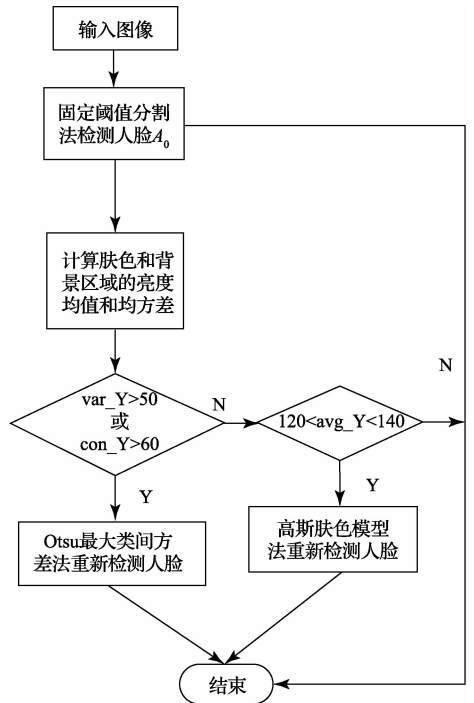 输入图像
固定阈值分割
法检测人脸A0
计算肤色和背
景区域的亮度
均值和均方差
N
var_Y>50
或
con_Y>60
N
120<avg_Y<140
Y
Y
Otsu最大类间方
差法重新检测人脸
高斯肤色模型
法重新检测人脸
结束